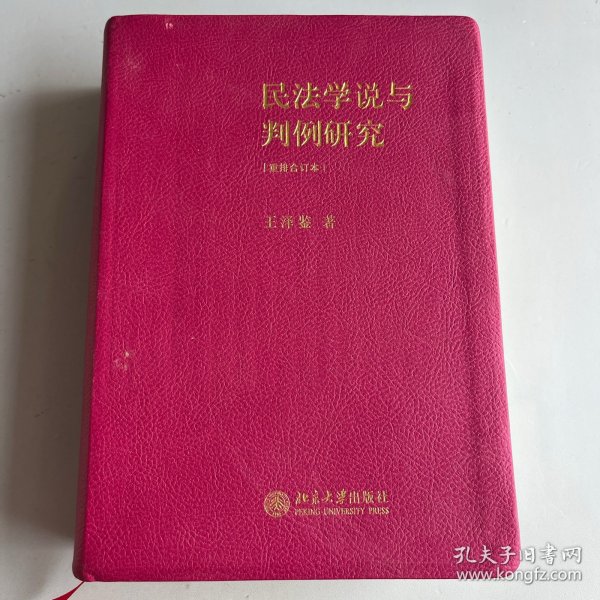 民法学说与
判例研究
[重排合订本]
王泽鉴 著
北京大学出版社
PEKING UNIVERSITY PRESS
孔夫子旧书网
www.kongfz.com